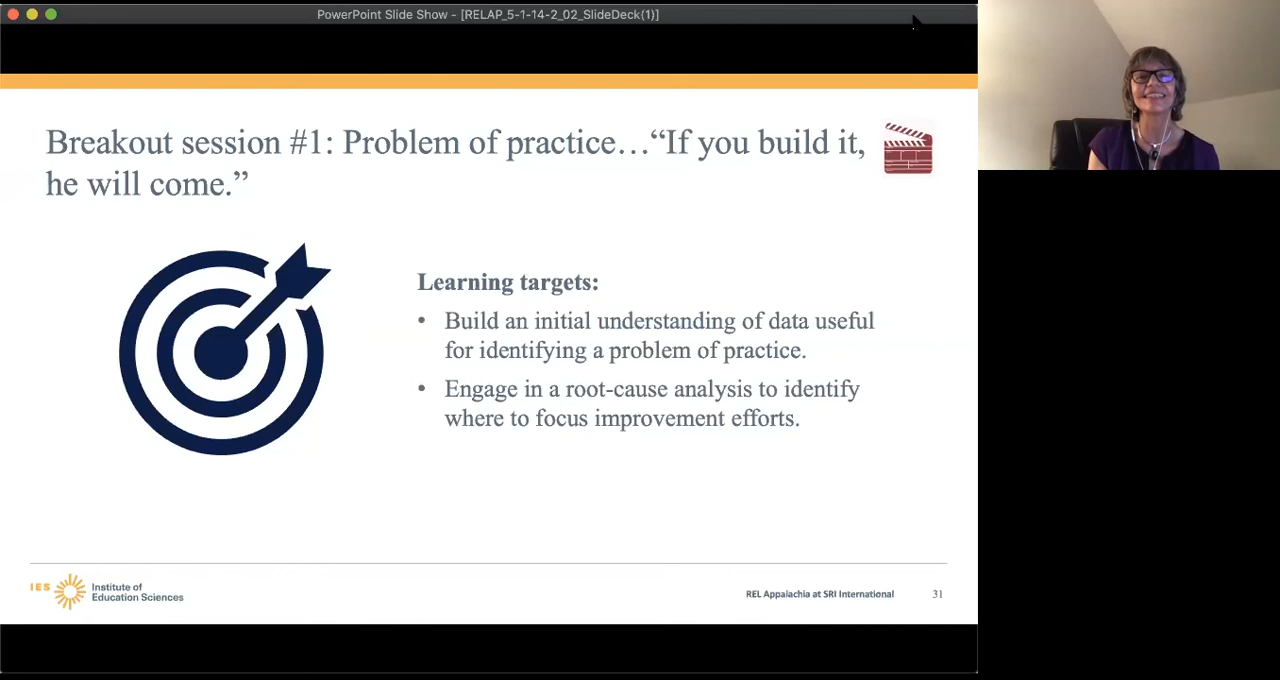 PowerPoint Slide Show - [RELAP_5-1-14-2_02_SlideDeck(1)]
Breakout session #1: Problem of practice…“If you build it,
he will come.”
Learning targets:
• Build an initial understanding of data useful
for identifying a problem of practice.
• Engage in a root-cause analysis to identify
where to focus improvement efforts.
IES
Institute of
Education Sciences
REL Appalachia at SRI International
31